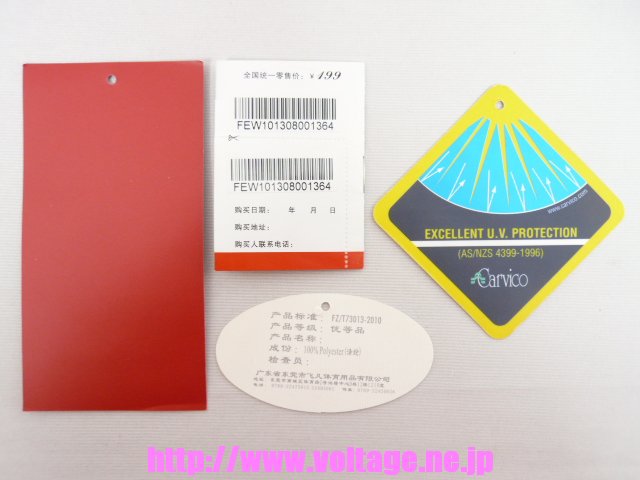 全国统一零售价：￥ 199
FEW101308001364
FEW101308001364
购买日期： 年 月 日
购买地址：
购买人联系电话：
www.carvico.com
EXCELLENT U.V. PROTECTION
(AS/NZS 4399-1996)
Carvico
产品标准： FZ/T73013-2010
产品等级：优等品
产品名称：
成份：100%Polyester(涤纶)
检查员：
广东省东莞市飞凡体育用品有限公司
http://www.voltage.ne.jp